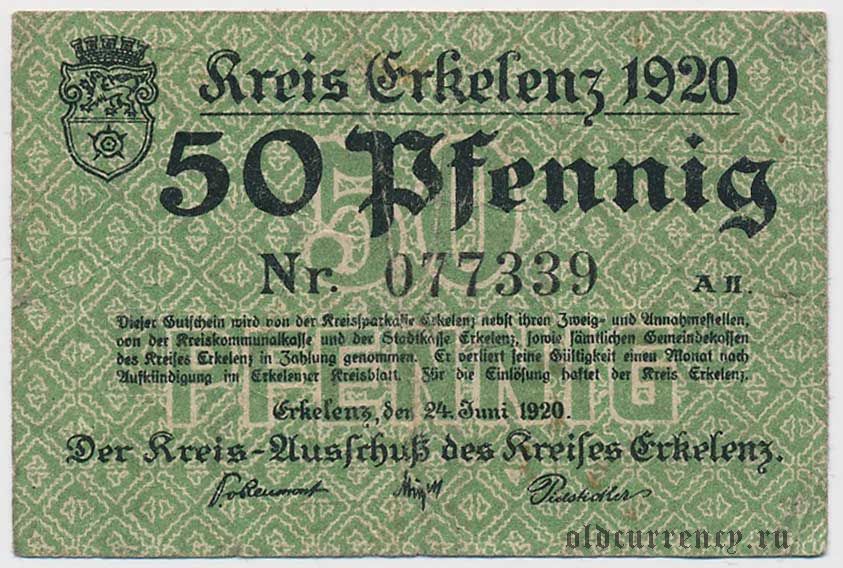 Kreis Erkelenz 1920
50 Pfennig
50
Nr. 077339 A II.
Dieser Gutschein wird von der Kreissparkasse Erkelenz nebst ihren Zweig- und Annahmestellen,
von der Kreiskommunalkasse und der Stadtkasse Erkelenz, sowie sämtlichen Gemeindekassen
des Kreises Erkelenz in Zahlung genommen. Er verliert seine Gültigkeit einen Monat nach
Aufkündigung im Erkelenzer Kreisblatt. Für die Einlösung haftet der Kreis Erkelenz.
PFENNIG
Erkelenz, den 24. Juni 1920.
Der Kreis-Ausschuß des Kreises Erkelenz.
oldcurrency.ru